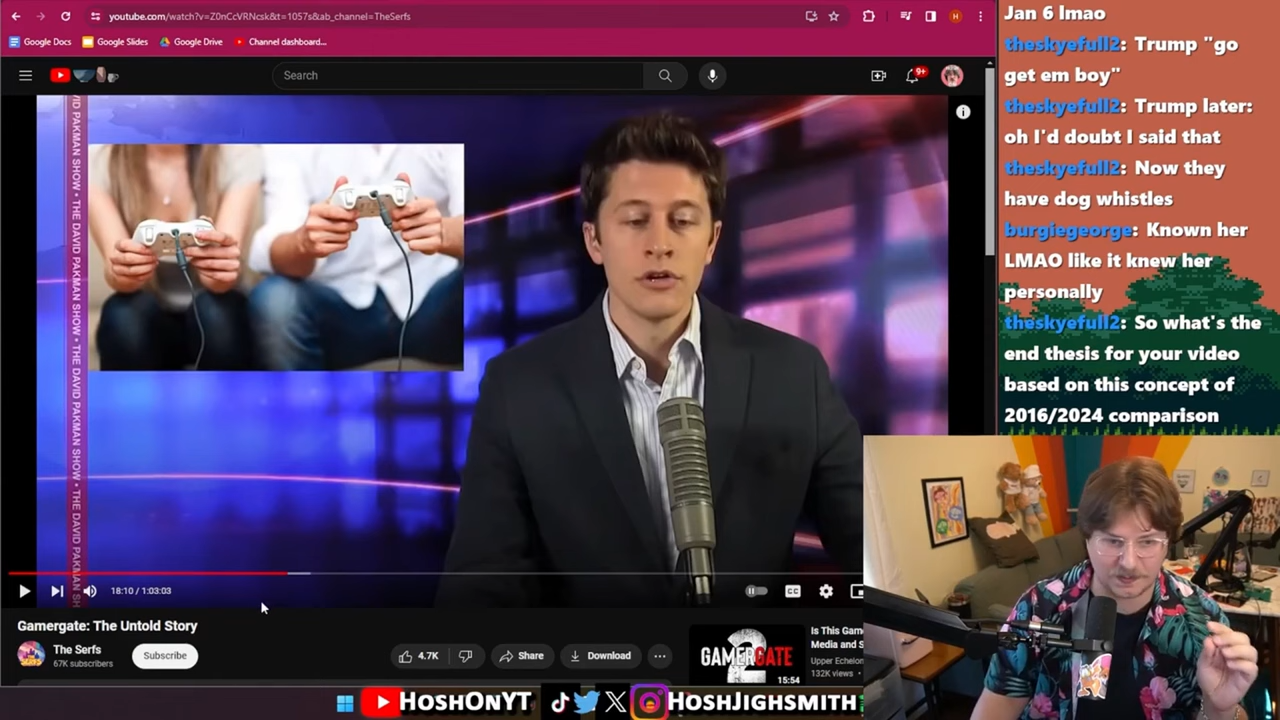 youtube.com/watch?v=Z0nCcVRNcsk&t=1057s&ab_channel=TheSerfs
H
Google Docs
Google Slides
Google Drive
Channel dashboard...
Search
9+
THE DAVID PAKMAN SHOW • THE DAVID PAKMAN SHOW • THE DAVID PAKMAN
18:10 / 1:03:03
CC
Gamergate: The Untold Story
The Serfs
67K subscribers
Subscribe
4.7K
Share
Download
GAMERGATE
2
15:54
Is This Gam
Media and S
Upper Echelon
132K views
Jan 6 lmao
theskyefull2: Trump "go
get em boy"
theskyefull2: Trump later:
oh I'd doubt I said that
theskyefull2: Now they
have dog whistles
burgiegeorge: Known her
LMAO like it knew her
personally
theskyefull2: So what's the
end thesis for your video
based on this concept of
2016/2024 comparison
HoshOnYT
HoshJighsmith